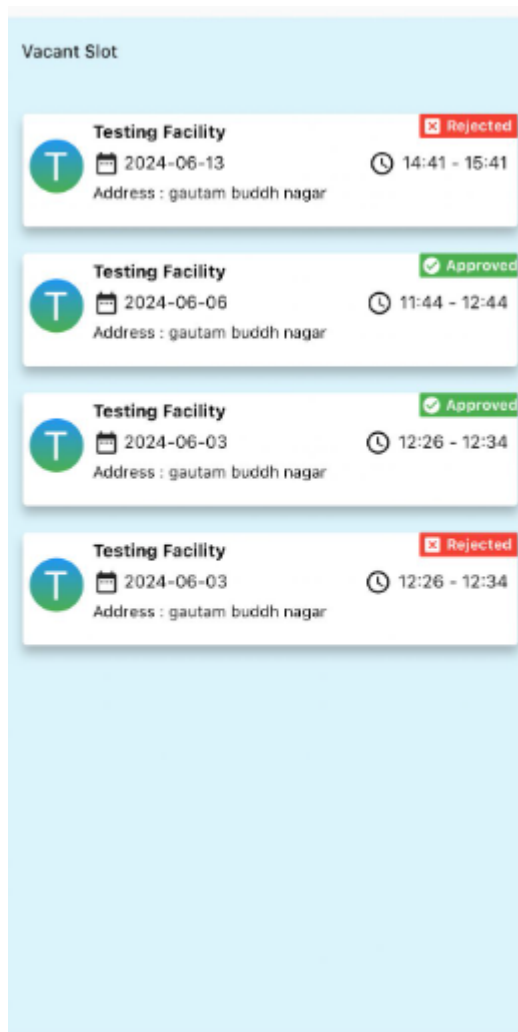 Vacant Slot
Rejected
T
Testing Facility
2024-06-13
14:41 - 15:41
Address : gautam buddh nagar
Approved
T
Testing Facility
2024-06-06
11:44 - 12:44
Address : gautam buddh nagar
Approved
T
Testing Facility
2024-06-03
12:26 - 12:34
Address : gautam buddh nagar
Rejected
T
Testing Facility
2024-06-03
12:26 - 12:34
Address : gautam buddh nagar